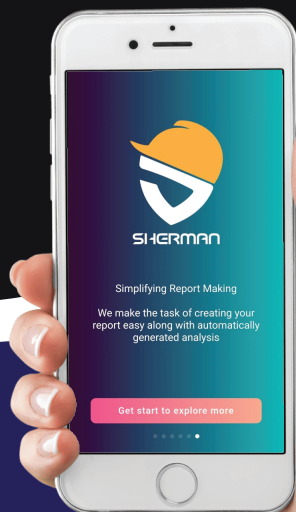 SHERMAN
Simplifying Report Making
We make the task of creating your
report easy along with automatically
generated analysis
Get start to explore more